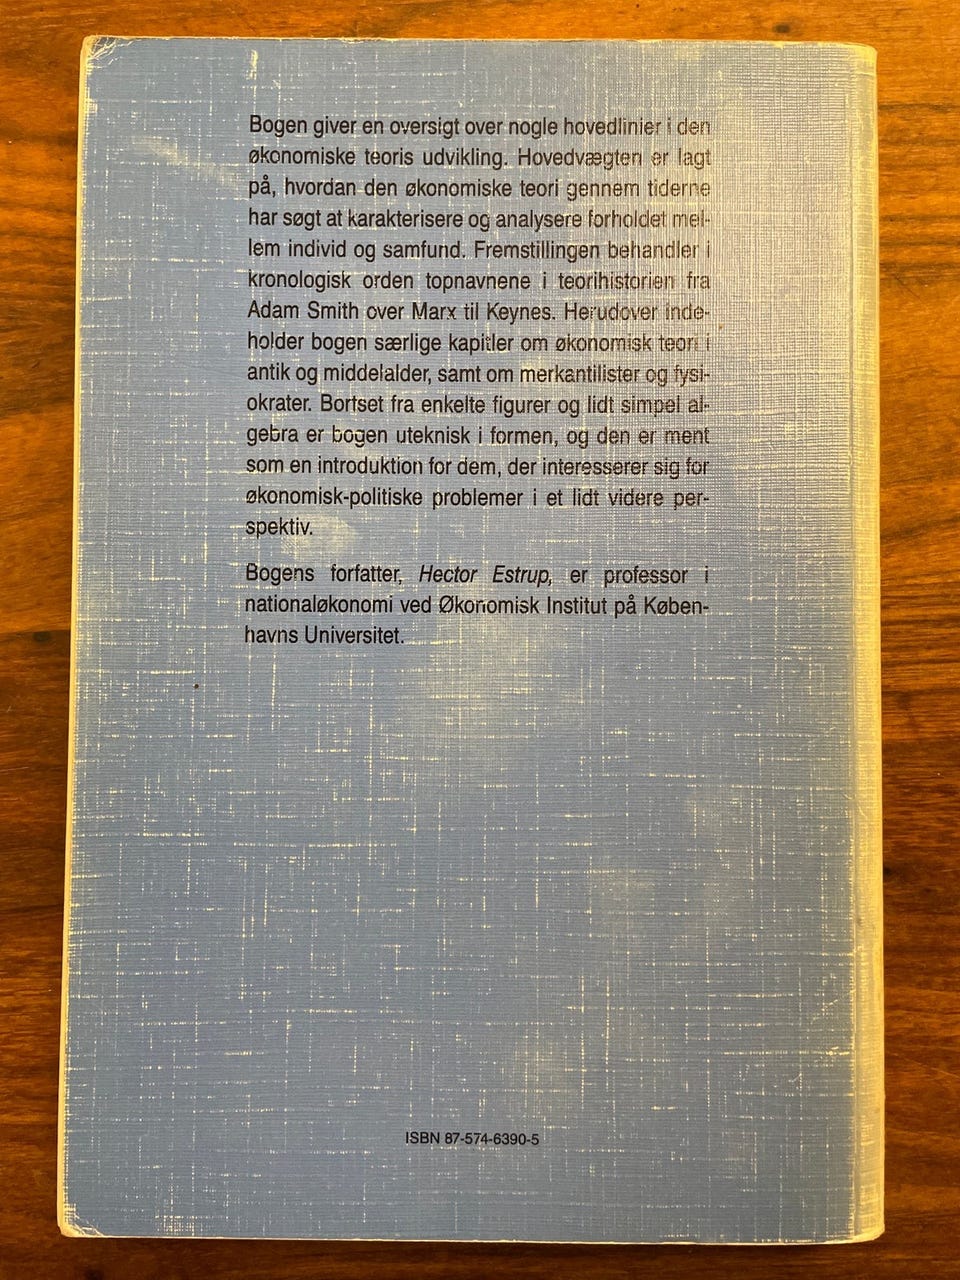 Bogen giver en oversigt over nogle hovedlinier i den
økonomiske teoris udvikling. Hovedvægten er lagt
på, hvordan den økonomiske teori gennem tiderne
har søgt at karakterisere og analysere forholdet mel-
lem individ og samfund. Fremstillingen behandler i
kronologisk orden topnavnene i teorihistorien fra
Adam Smith over Marx til Keynes. Herudover inde-
holder bogen særlige kapitler om økonomisk teori i
antik og middelalder, samt om merkantilister og fysi-
okrater. Bortset fra enkelte figurer og lidt simpel al-
gebra er bogen uteknisk i formen, og den er ment
som en introduktion for dem, der interesserer sig for
økonomisk-politiske problemer i et lidt videre per-
spektiv.
Bogens forfatter, Hector Estrup, er professor i
nationaløkonomi ved Økonomisk Institut på Køben-
havns Universitet.
ISBN 87-574-6390-5